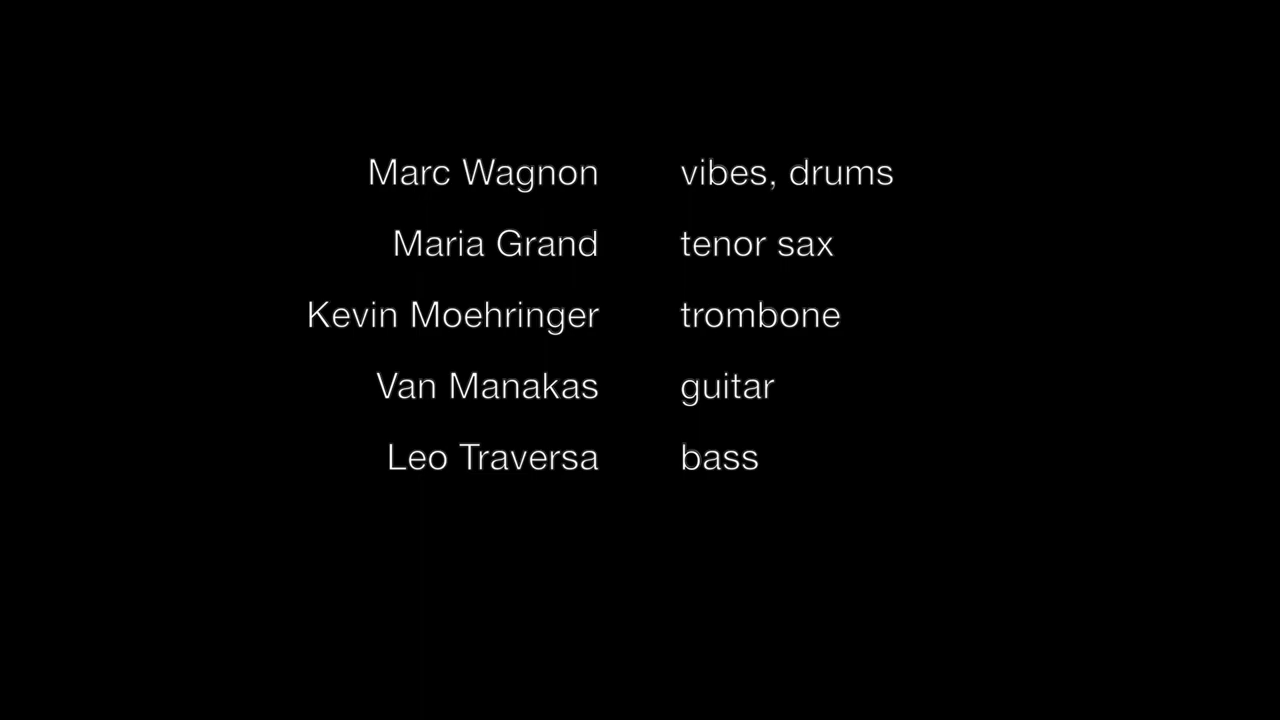 Marc Wagnon vibes, drums
Maria Grand tenor sax
Kevin Moehringer trombone
Van Manakas guitar
Leo Traversa bass